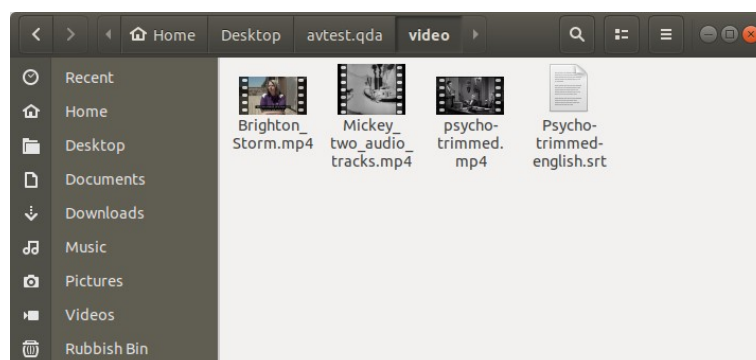 Home Desktop avtest.qda video
Recent
Home
Desktop
Documents
Downloads
Music
Pictures
Videos
Rubbish Bin
Brighton_
Storm.mp4
Mickey_
two_audio_
tracks.mp4
psycho-
trimmed.
mp4
Psycho-
trimmed-
english.srt